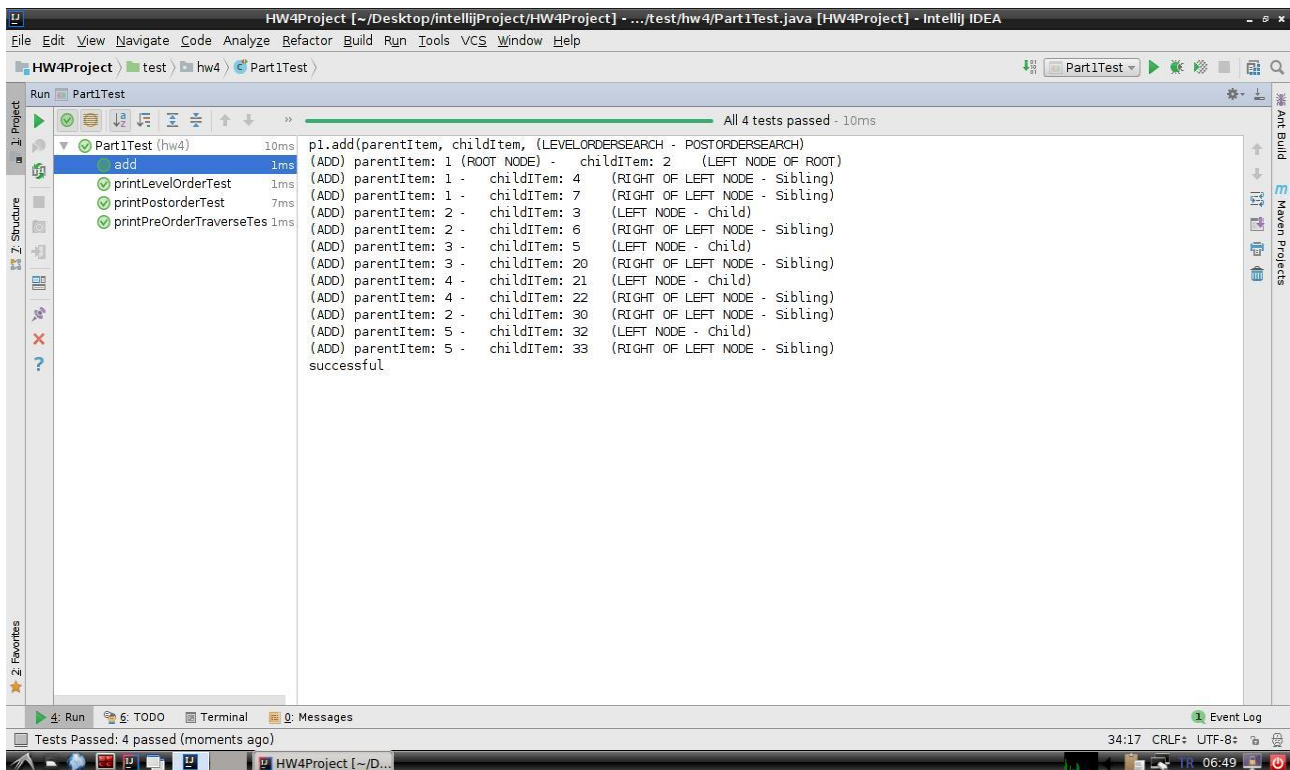 HW4Project [~/Desktop/intellijProject/HW4Project] - .../test/hw4/Part1Test.java [HW4Project] - IntelliJ IDEA
File Edit View Navigate Code Analyze Refactor Build Run Tools VCS Window Help
HW4Project test hw4 Part1Test
Part1Test
Run Part1Test
1: Project
7: Structure
2: Favorites
All 4 tests passed - 10ms
Part1Test (hw4) 10ms
add 1ms
printLevelOrderTest 1ms
printPostorderTest 7ms
printPreOrderTraverseTes 1ms
p1.add(parentItem, childItem, (LEVELORDERSEARCH - POSTORDERSEARCH)
(ADD) parentItem: 1 (ROOT NODE) - childITem: 2 (LEFT NODE OF ROOT)
(ADD) parentItem: 1 - childITem: 4 (RIGHT OF LEFT NODE - Sibling)
(ADD) parentItem: 1 - childITem: 7 (RIGHT OF LEFT NODE - Sibling)
(ADD) parentItem: 2 - childITem: 3 (LEFT NODE - Child)
(ADD) parentItem: 2 - childITem: 6 (RIGHT OF LEFT NODE - Sibling)
(ADD) parentItem: 3 - childITem: 5 (LEFT NODE - Child)
(ADD) parentItem: 3 - childITem: 20 (RIGHT OF LEFT NODE - Sibling)
(ADD) parentItem: 4 - childITem: 21 (LEFT NODE - Child)
(ADD) parentItem: 4 - childITem: 22 (RIGHT OF LEFT NODE - Sibling)
(ADD) parentItem: 2 - childITem: 30 (RIGHT OF LEFT NODE - Sibling)
(ADD) parentItem: 5 - childITem: 32 (LEFT NODE - Child)
(ADD) parentItem: 5 - childITem: 33 (RIGHT OF LEFT NODE - Sibling)
successful
Ant Build
Maven Projects
4: Run 6: TODO Terminal 0: Messages 1 Event Log
Tests Passed: 4 passed (moments ago) 34:17 CRLF UTF-8
HW4Project [~/D... TR 06:49